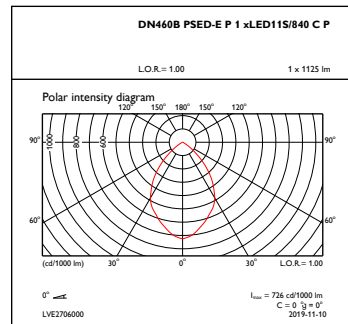 DN460B PSED-E P 1 xLED11S/840 C P
L.O.R.= 1.00 1 x 1125 lm
Polar intensity diagram
120° 150° 180° 150° 120°
90° 1000 800 600 90°
60° 60°
(cd/1000 lm) 30° 0° 30° L.O.R.= 1.00
0° Imax = 726 cd/1000 lm
C = 0 °g = 0°
LVE2706000 2019-11-10